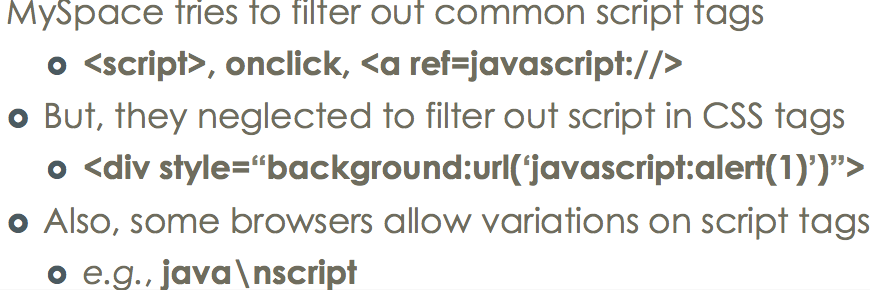 MySpace tries to filter out common script tags
<script>, onclick, <a ref=javascript://>
But, they neglected to filter out script in CSS tags
<div style=“background:url(‘javascript:alert(1)’)”>
Also, some browsers allow variations on script tags
e.g., java\nscript